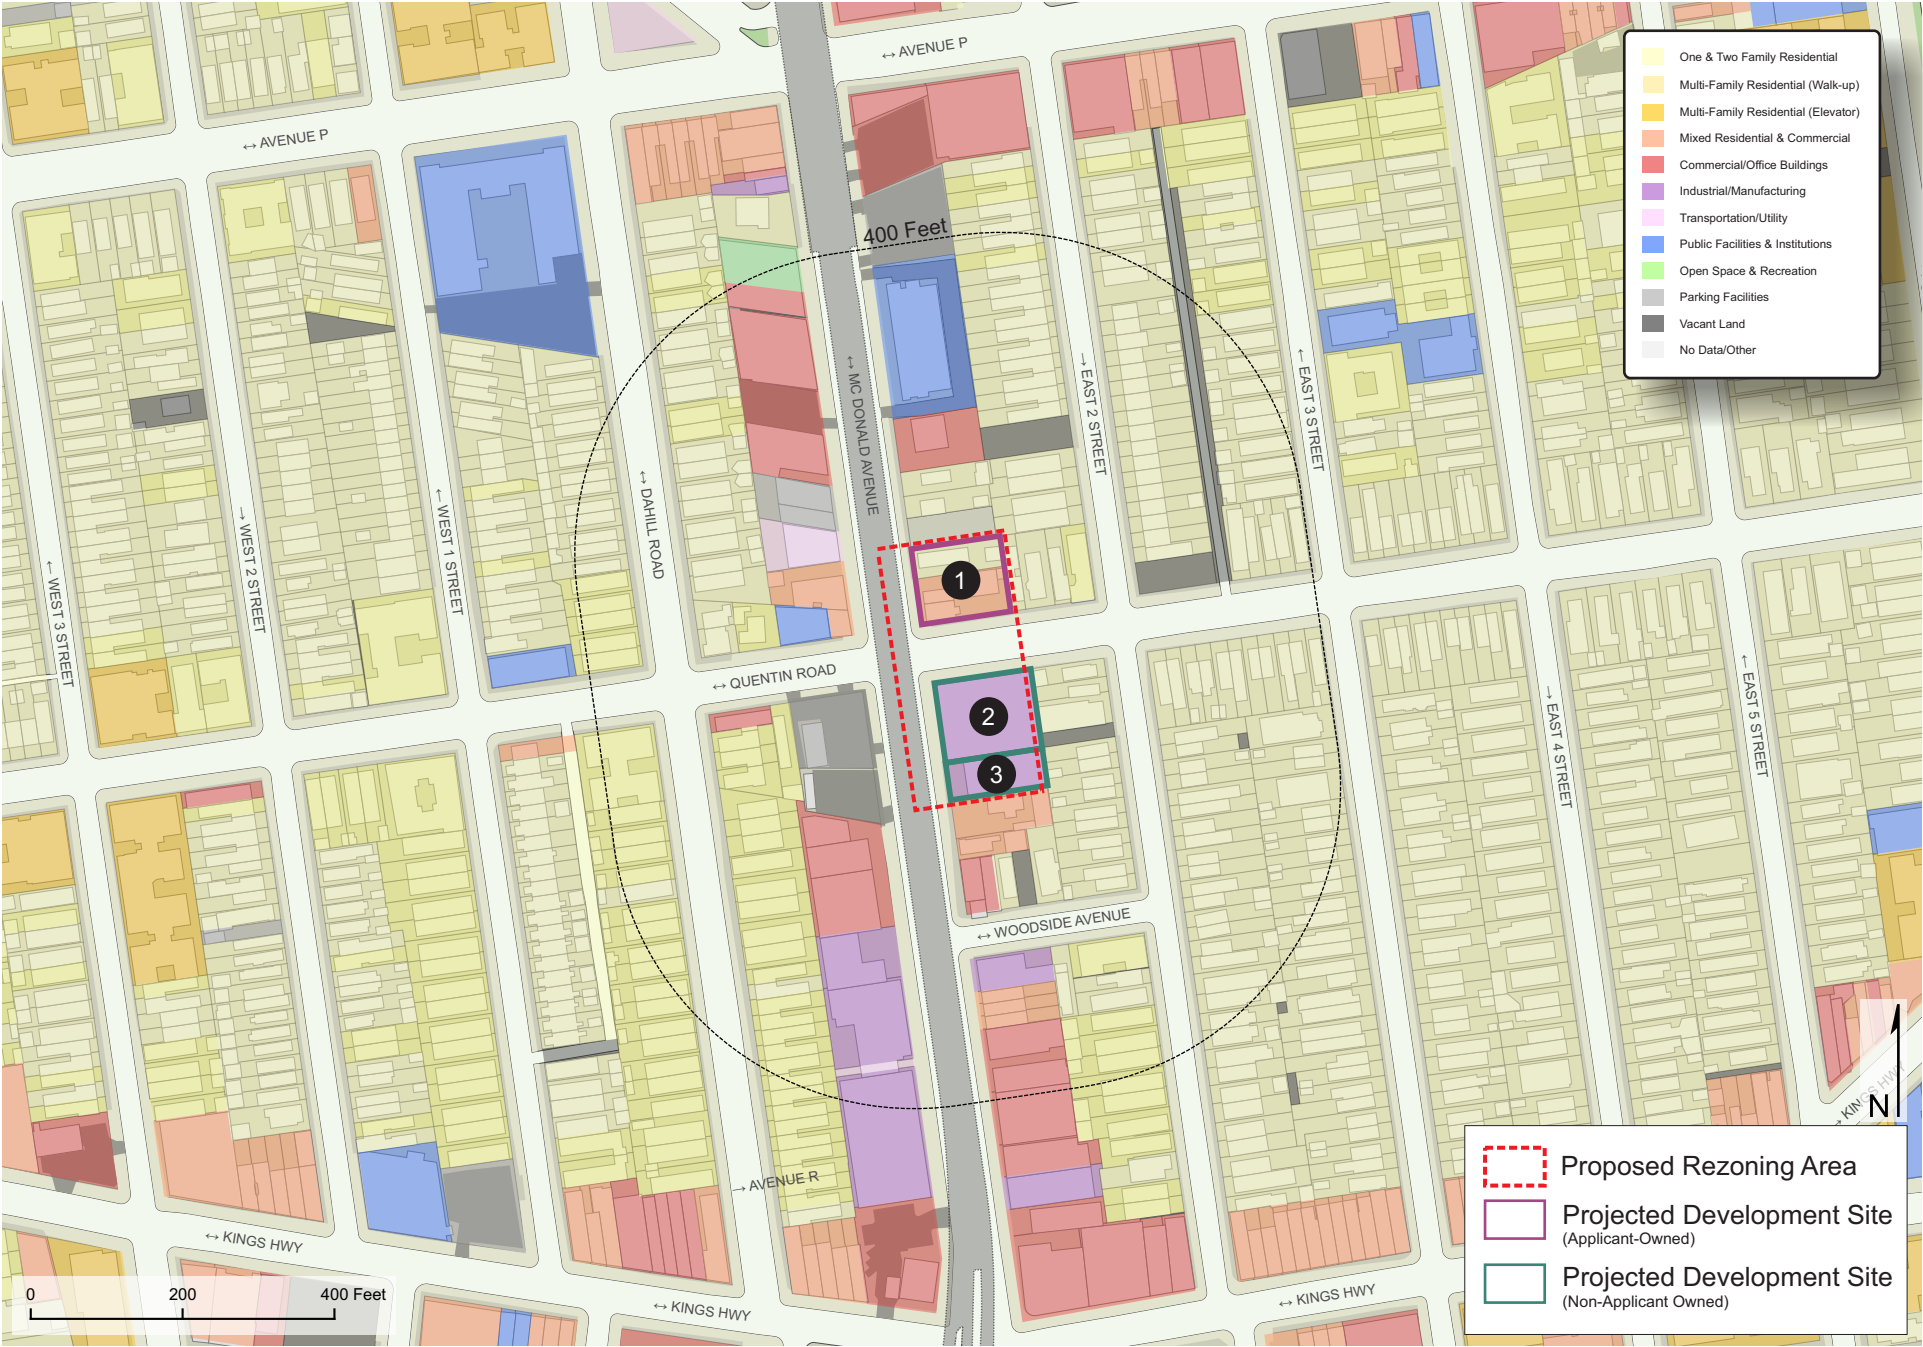 ↔ AVENUE P
↔ AVENUE P
400 Feet
One & Two Family Residential
Multi-Family Residential (Walk-up)
Multi-Family Residential (Elevator)
Mixed Residential & Commercial
Commercial/Office Buildings
Industrial/Manufacturing
Transportation/Utility
Public Facilities & Institutions
Open Space & Recreation
Parking Facilities
Vacant Land
No Data/Other
← WEST 3 STREET
→ WEST 2 STREET
← WEST 1 STREET
↔ DAHILL ROAD
↔ MC DONALD AVENUE
→ EAST 2 STREET
← EAST 3 STREET
→ EAST 4 STREET
← EAST 5 STREET
1
2
3
↔ QUENTIN ROAD
↔ WOODSIDE AVENUE
→ AVENUE R
↔ KINGS HWY
↔ KINGS HWY
↔ KINGS HWY
↔ KINGS HWY
N
0 200 400 Feet
Proposed Rezoning Area
Projected Development Site
(Applicant-Owned)
Projected Development Site
(Non-Applicant Owned)